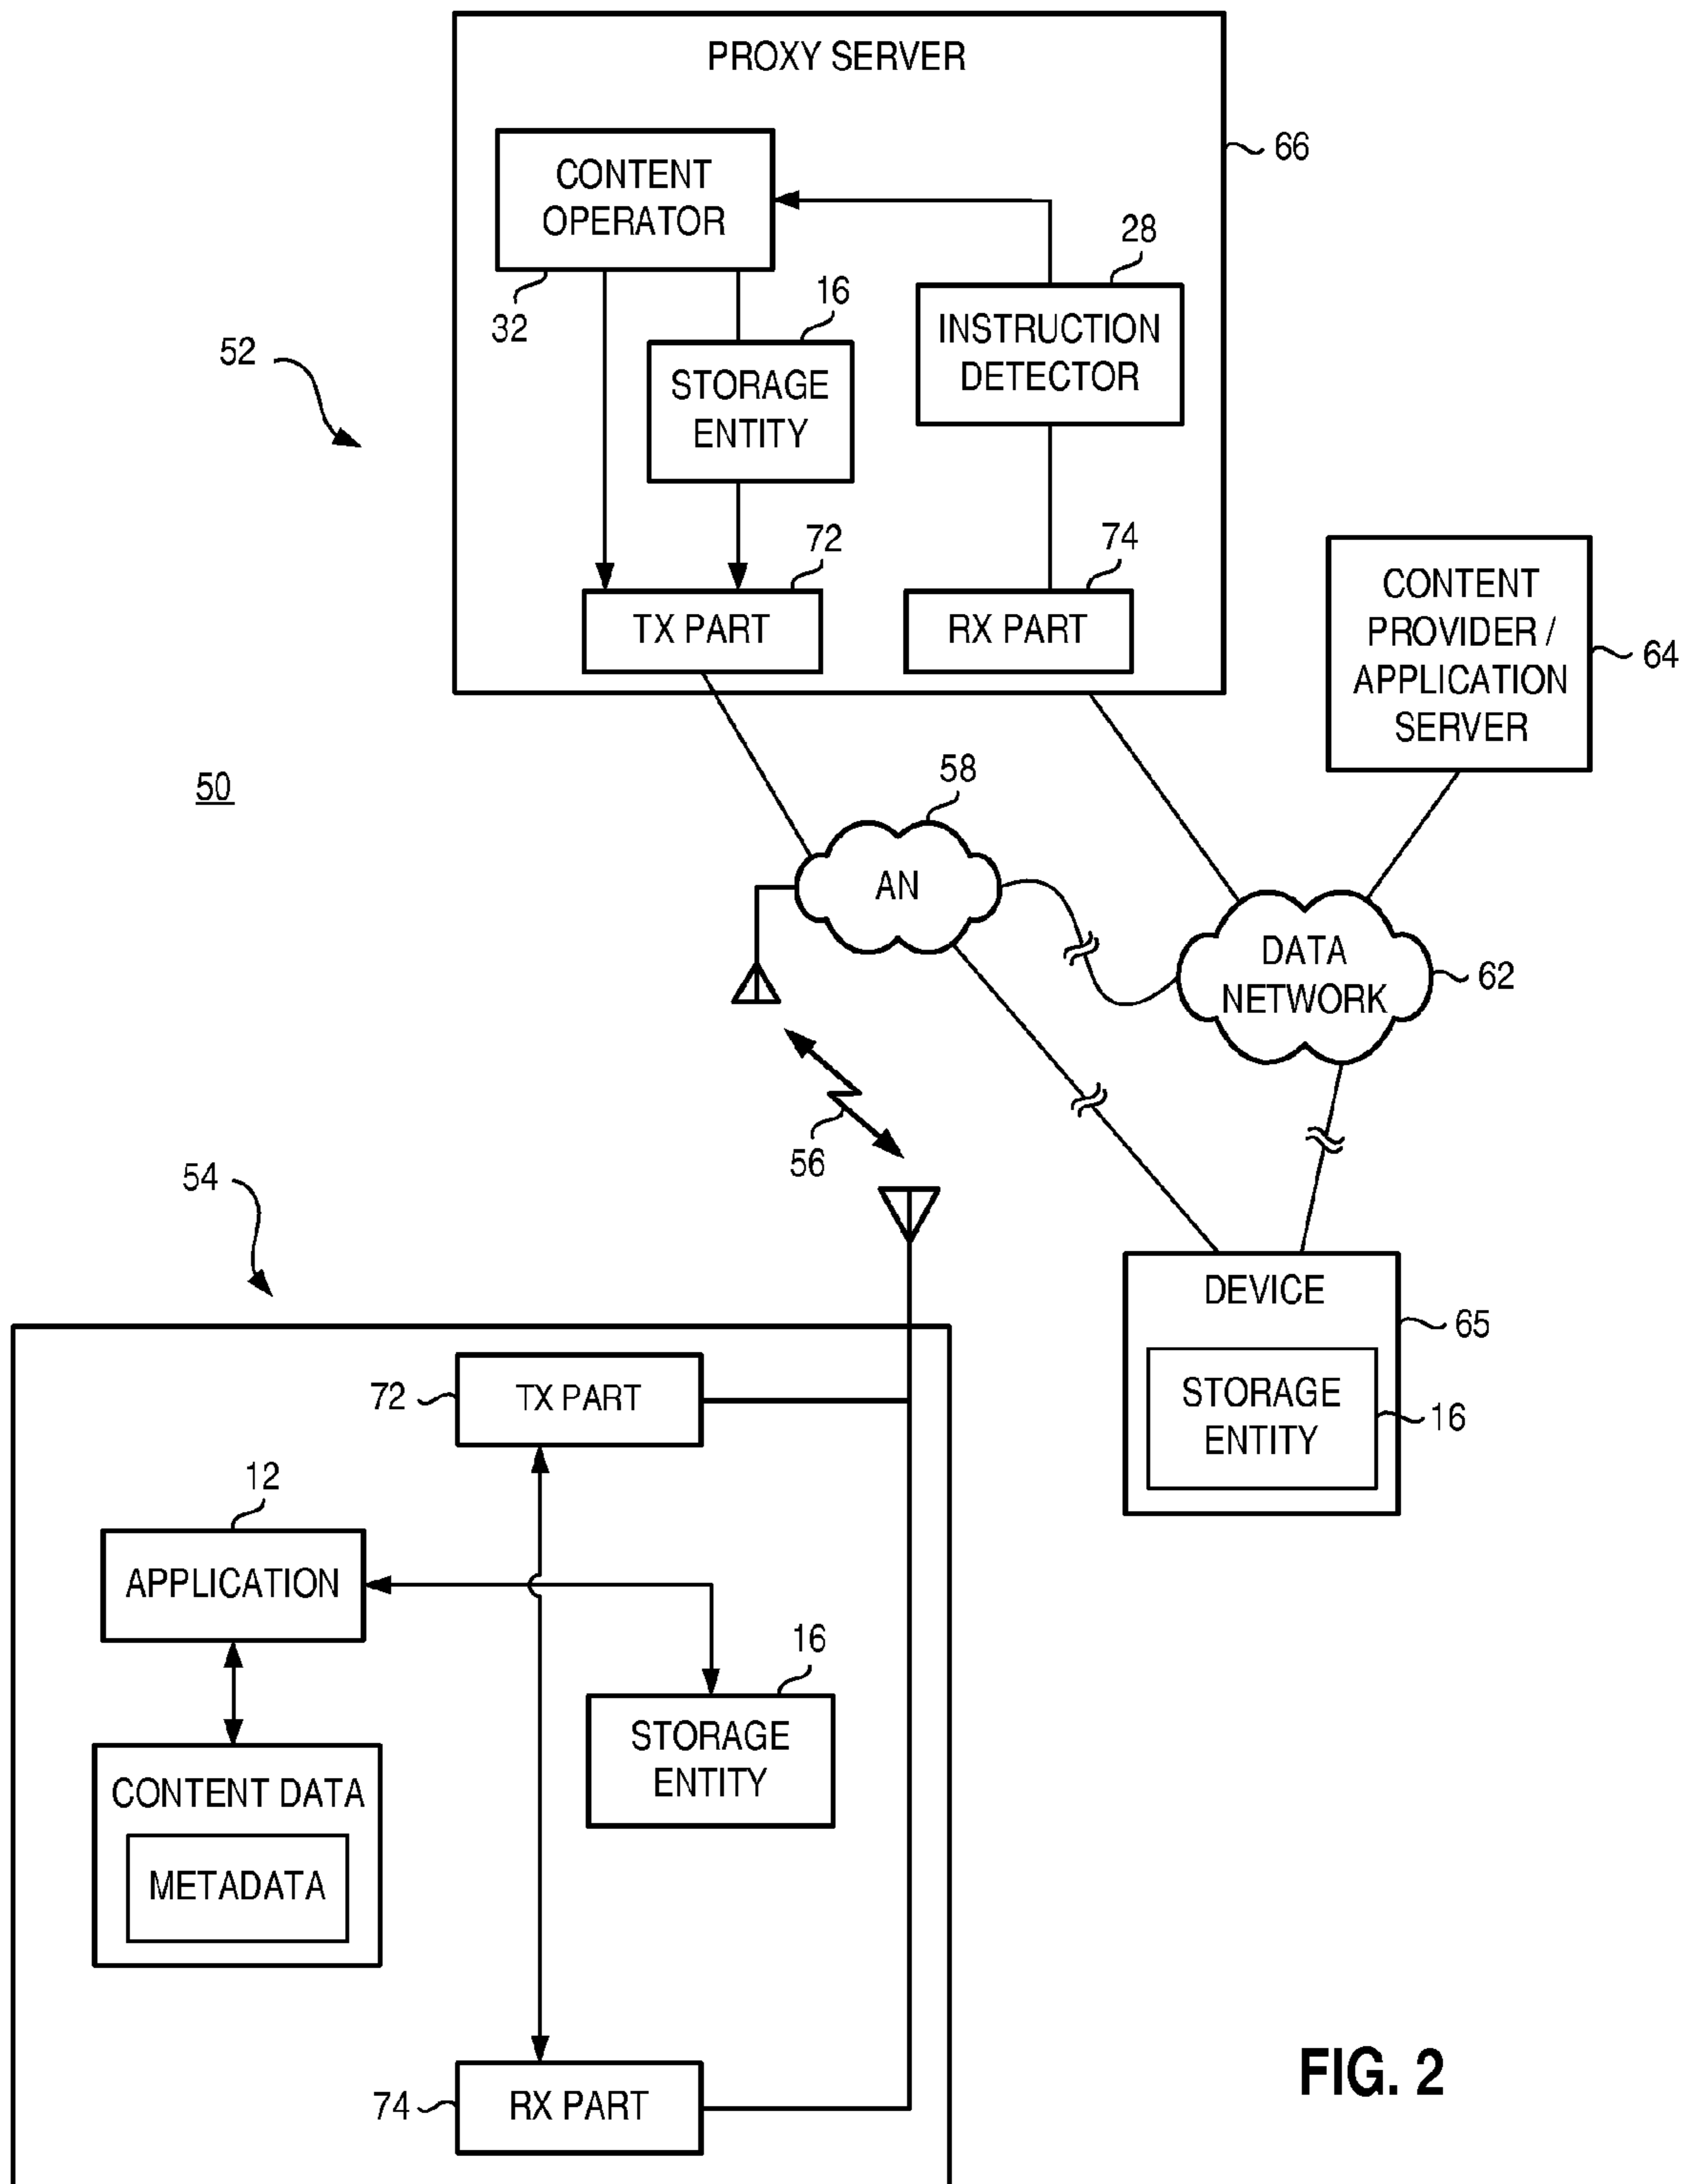 PROXY SERVER
66
CONTENT
OPERATOR
32
28
16
INSTRUCTION
DETECTOR
52
STORAGE
ENTITY
72
74
TX PART
RX PART
CONTENT
PROVIDER /
APPLICATION
SERVER
64
50
58
AN
DATA
NETWORK
62
56
54
DEVICE
65
STORAGE
ENTITY
16
72
TX PART
12
APPLICATION
16
STORAGE
ENTITY
CONTENT DATA
METADATA
74
RX PART
FIG. 2